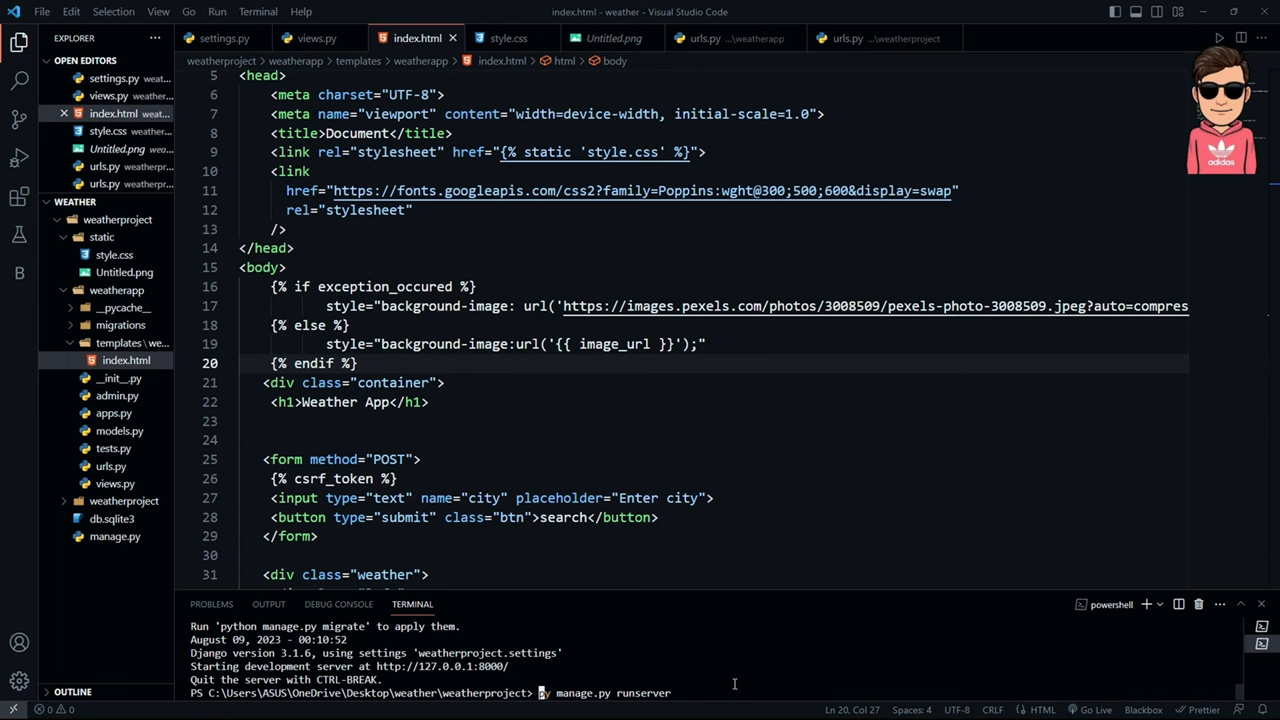 File Edit Selection View Go Run Terminal Help
index.html - weather - Visual Studio Code
EXPLORER
OPEN EDITORS
settings.py weat...
views.py weather...
index.html weat...
style.css weather...
Untitled.png wea...
urls.py weatherpr...
urls.py weatherpr...
WEATHER
weatherproject
static
style.css
Untitled.png
weatherapp
__pycache__
migrations
templates \ we...
index.html
__init__.py
admin.py
apps.py
models.py
tests.py
urls.py
views.py
weatherproject
db.sqlite3
manage.py
OUTLINE
B
settings.py views.py index.html style.css Untitled.png urls.py ...\weatherapp urls.py ...\weatherproject
weatherproject > weatherapp > templates > weatherapp > index.html > html > body
5 <head>
6 <meta charset="UTF-8">
7 <meta name="viewport" content="width=device-width, initial-scale=1.0">
8 <title>Document</title>
9 <link rel="stylesheet" href="{% static 'style.css' %}">
10 <link
11 href="https://fonts.googleapis.com/css2?family=Poppins:wght@300;500;600&display=swap"
12 rel="stylesheet"
13 />
14 </head>
15 <body>
16 {% if exception_occured %}
17 style="background-image: url('https://images.pexels.com/photos/3008509/pexels-photo-3008509.jpeg?auto=compres
18 {% else %}
19 style="background-image:url('{{ image_url }}');"
20 {% endif %}
21 <div class="container">
22 <h1>Weather App</h1>
23
24
25 <form method="POST">
26 {% csrf_token %}
27 <input type="text" name="city" placeholder="Enter city">
28 <button type="submit" class="btn">search</button>
29 </form>
30
31 <div class="weather">
adidas
PROBLEMS OUTPUT DEBUG CONSOLE TERMINAL
powershell
Run 'python manage.py migrate' to apply them.
August 09, 2023 - 00:10:52
Django version 3.1.6, using settings 'weatherproject.settings'
Starting development server at http://127.0.0.1:8000/
Quit the server with CTRL-BREAK.
PS C:\Users\ASUS\OneDrive\Desktop\weather\weatherproject> py manage.py runserver
0 0 Ln 20, Col 27 Spaces: 4 UTF-8 CRLF HTML Go Live Blackbox Prettier